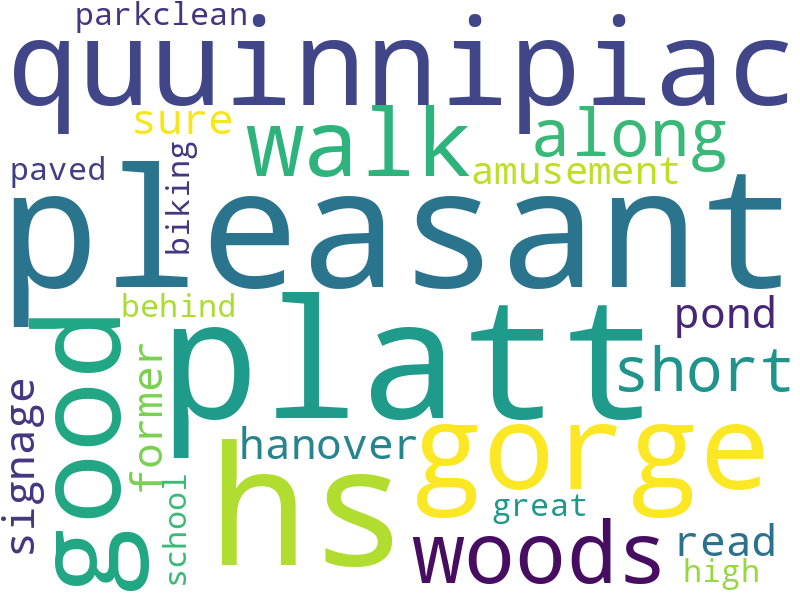 parkclean
quuinnipiac
sure
walk
along
paved
biking
amusement
pleasant
behind
good
platt
pond
short
signage
former
hanover
gorge
hs
school
great
woods
read
high